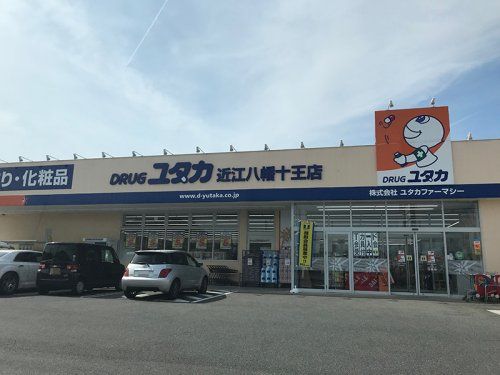 り・化粧品
DRUG ユタカ 近江八幡十王店
www.d-yutaka.co.jp
DRUG ユタカ
株式会社 ユタカファーマシー